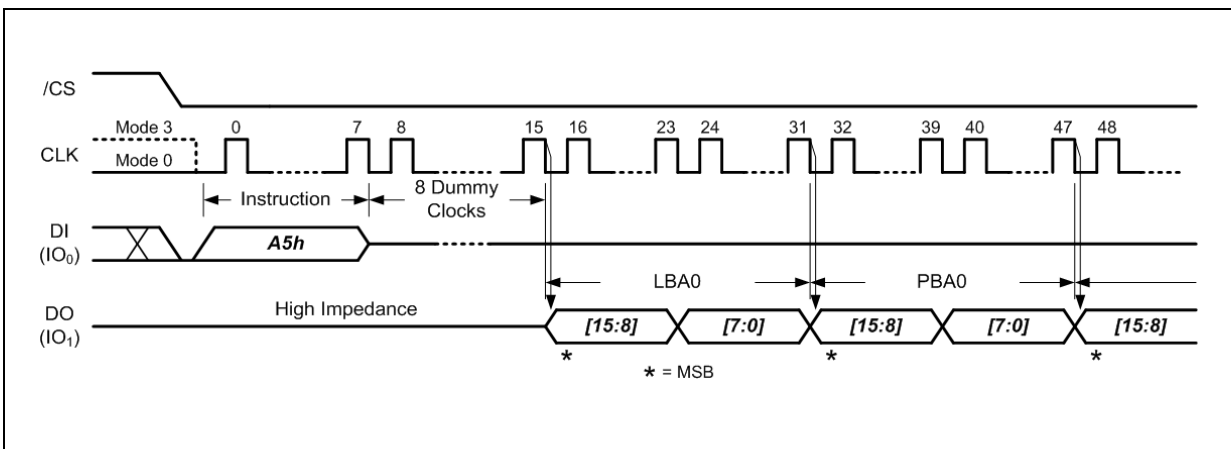 /CS
Mode 3
0
7
8
15
16
23
24
31
32
39
40
47
48
CLK
Mode 0
Instruction
8 Dummy
Clocks
DI
(IO0)
A5h
LBA0
PBA0
DO
(IO1)
High Impedance
[15:8]
[7:0]
[15:8]
[7:0]
[15:8]
*
* = MSB
*
*